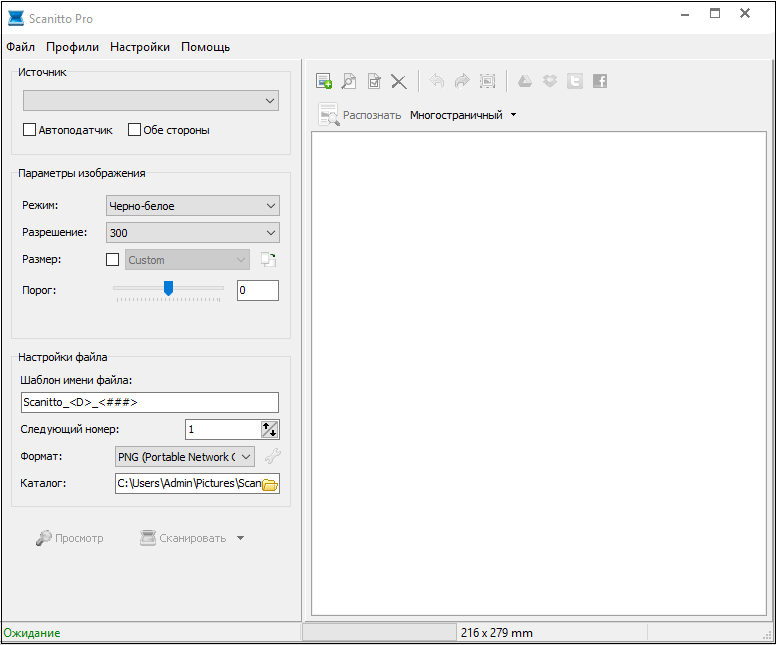 Scanitto Pro
Файл Профили Настройки Помощь
Источник
Автоподатчик Обе стороны
Распознать Многостраничный
Параметры изображения
Режим: Черно-белое
Разрешение: 300
Размер: Custom
Порог: 0
Настройки файла
Шаблон имени файла:
Scanitto_<D>_<###>
Следующий номер: 1
Формат: PNG (Portable Network G
Каталог: C:\Users\Admin\Pictures\Scan
Просмотр Сканировать
Ожидание 216 x 279 mm